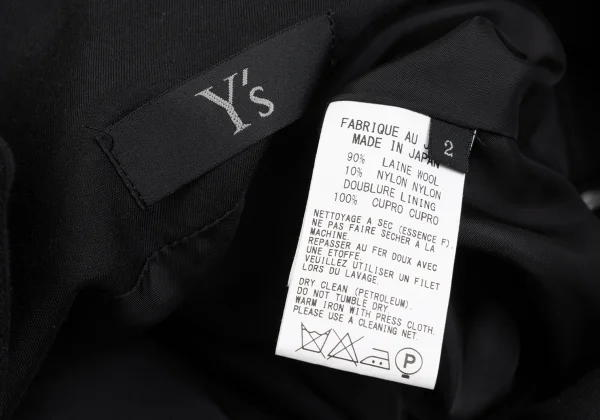 Y's
2
FABRIQUE AU J
MADE IN JAPAN
90% LAINE WOOL
10% NYLON NYLON
DOUBLURE LINING
100% CUPRO CUPRO
NETTOYAGE A SEC (ESSENCE F).
NE PAS FAIRE SECHER A LA
MACHINE.
REPASSER AU FER DOUX AVEC
UNE ETOFFE.
VEUILLEZ UTILISER UN FILET
LORS DU LAVAGE.
DRY CLEAN (PETROLEUM).
DO NOT TUMBLE DRY.
WARM IRON WITH PRESS CLOTH.
PLEASE USE A CLEANING NET.
P